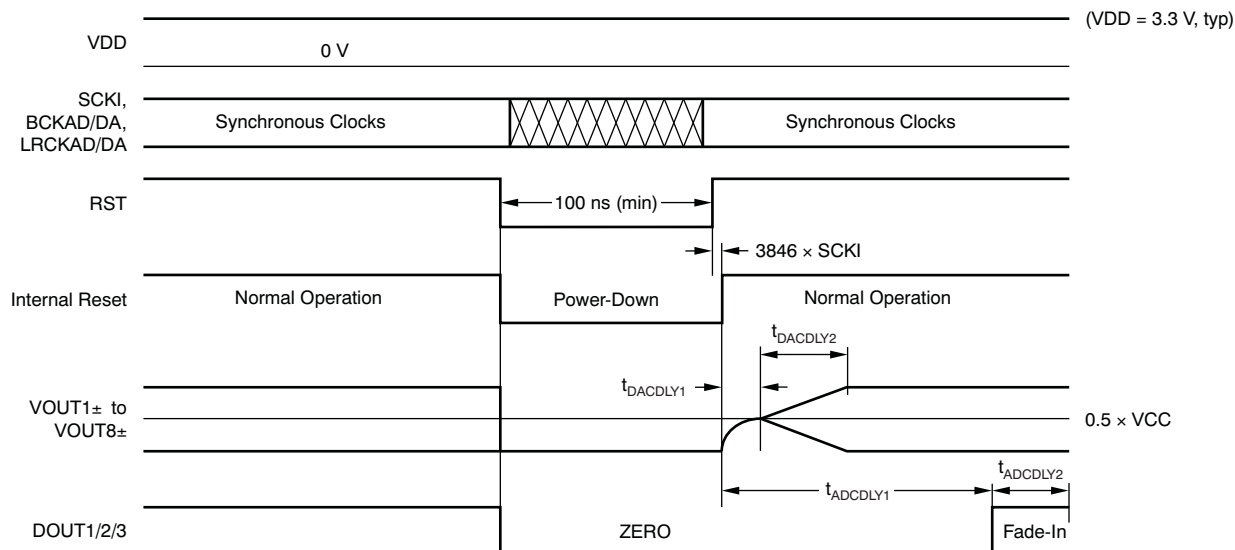 (VDD = 3.3 V, typ)
VDD
0 V
SCKI,
BCKAD/DA,
LRCKAD/DA
Synchronous Clocks
Synchronous Clocks
RST
100 ns (min)
3846 × SCKI
Internal Reset
Normal Operation
Power-Down
Normal Operation
tDACDLY2
tDACDLY1
VOUT1± to
VOUT8±
0.5 × VCC
tADCDLY1
tADCDLY2
DOUT1/2/3
ZERO
Fade-In